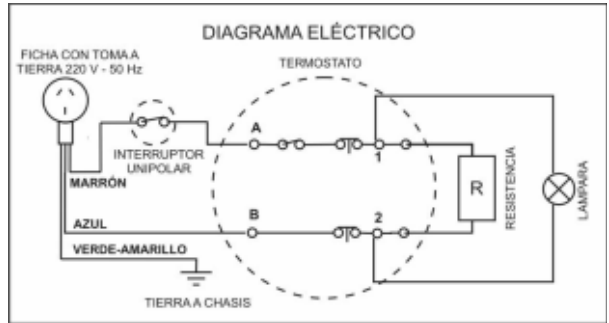 DIAGRAMA ELÉCTRICO
FICHA CON TOMA A
TIERRA 220 V - 50 Hz
TERMOSTATO
A
1
INTERRUPTOR
UNIPOLAR
MARRÓN
R
RESISTENCIA
LAMPARA
B
2
AZUL
VERDE-AMARILLO
TIERRA A CHASIS